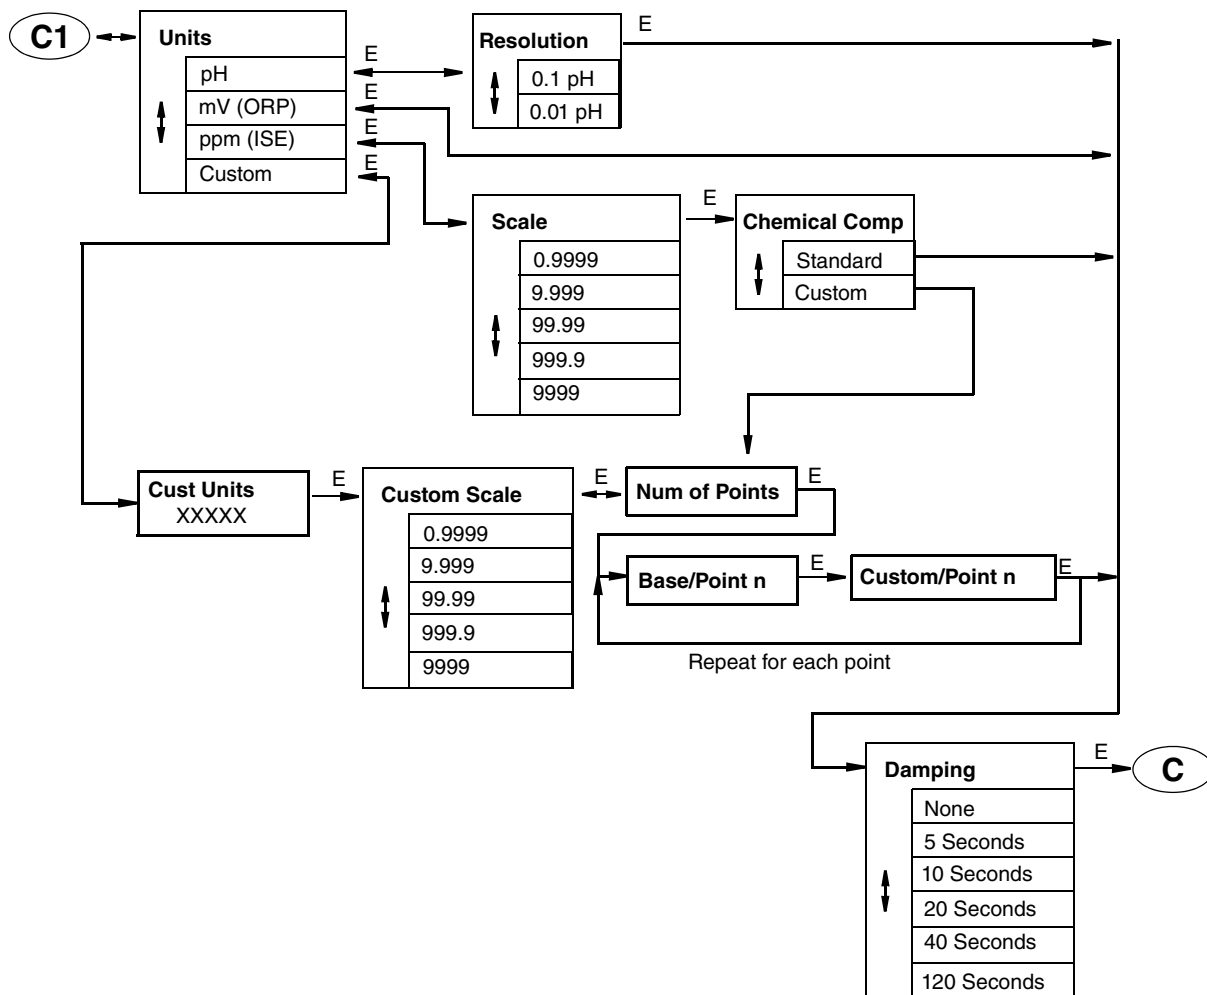 C1
Units
pH
mV (ORP)
ppm (ISE)
Custom
E
E
E
E
Resolution
0.1 pH
0.01 pH
E
Scale
0.9999
9.999
99.99
999.9
9999
E
Chemical Comp
Standard
Custom
Cust Units
XXXXX
E
Custom Scale
0.9999
9.999
99.99
999.9
9999
E
Num of Points
E
Base/Point n
E
Custom/Point n
E
Repeat for each point
Damping
None
5 Seconds
10 Seconds
20 Seconds
40 Seconds
120 Seconds
E
C